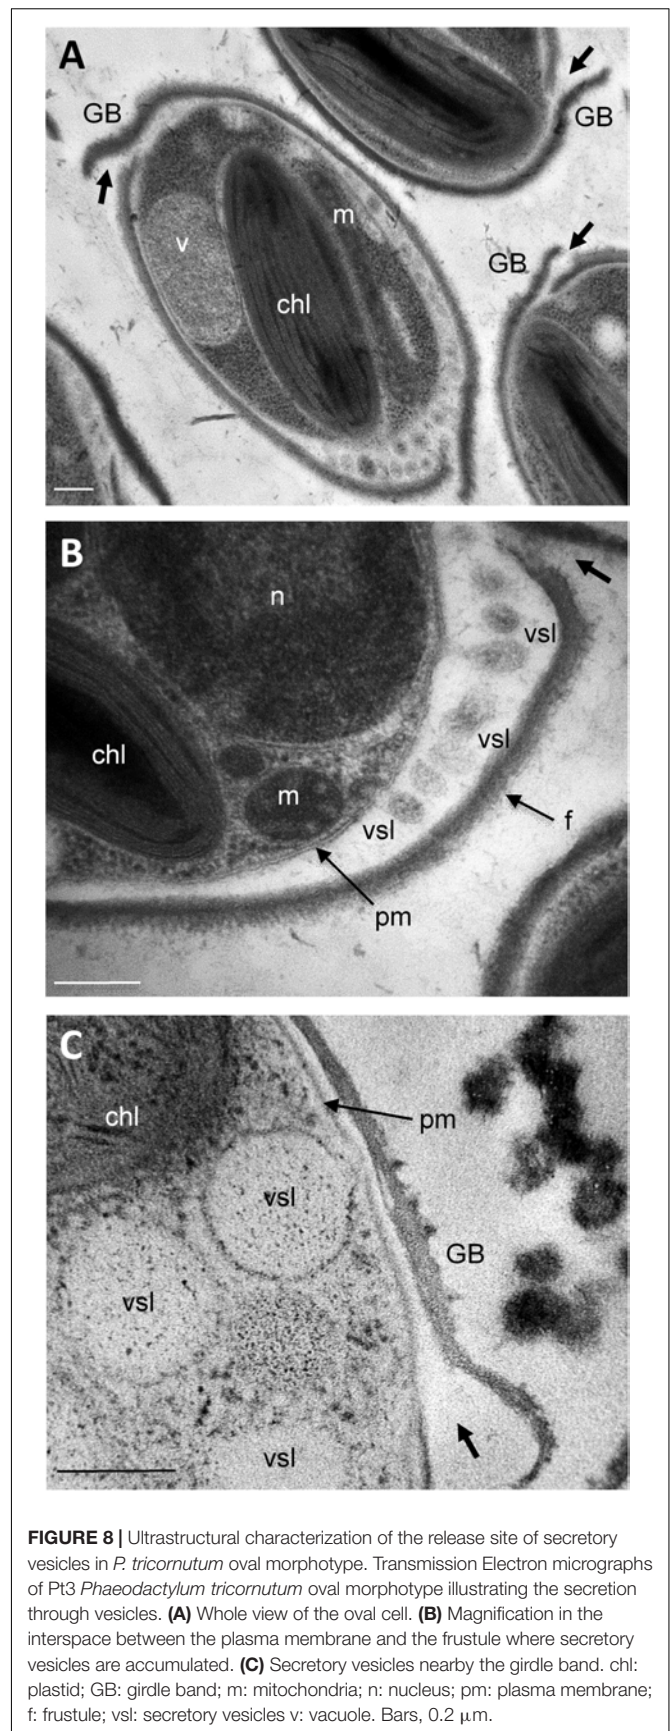 A
GB
GB
m
GB
v
chl
B
n
vsl
vsl
chl
m
vsl
f
pm
C
chl
pm
vsl
GB
vsl
vsl
FIGURE 8 | Ultrastructural characterization of the release site of secretory
vesicles in P. tricornutum oval morphotype. Transmission Electron micrographs
of Pt3 Phaeodactylum tricornutum oval morphotype illustrating the secretion
through vesicles. (A) Whole view of the oval cell. (B) Magnification in the
interspace between the plasma membrane and the frustule where secretory
vesicles are accumulated. (C) Secretory vesicles nearby the girdle band. chl:
plastid; GB: girdle band; m: mitochondria; n: nucleus; pm: plasma membrane;
f: frustule; vsl: secretory vesicles v: vacuole. Bars, 0.2 μm.